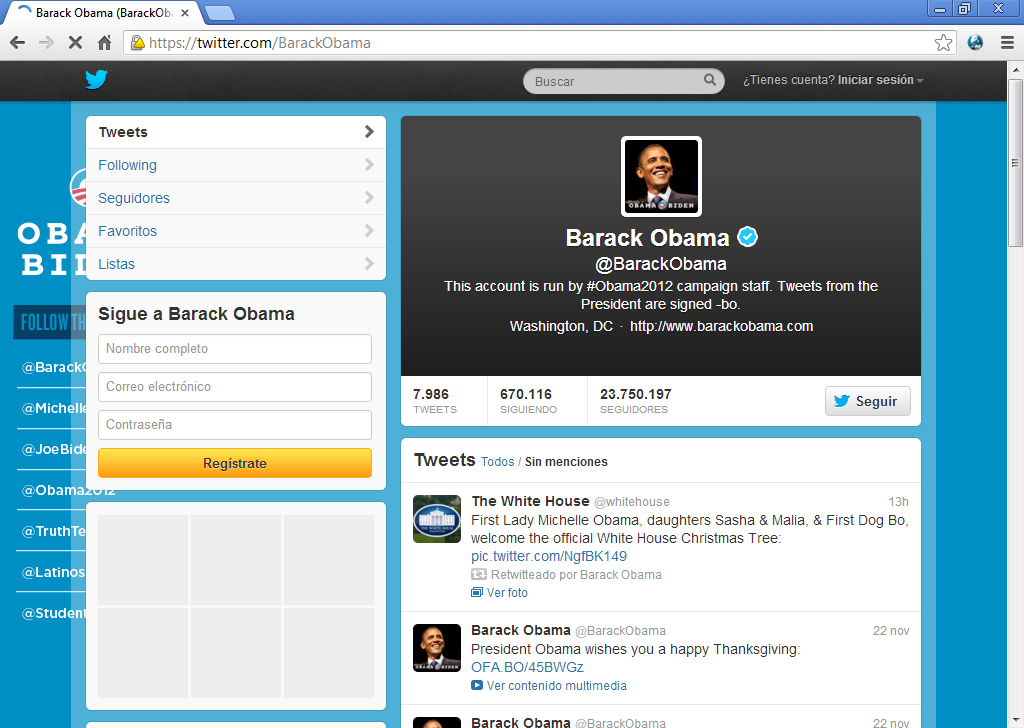 Barack Obama (BarackOb
https://twitter.com/BarackObama
Buscar
¿Tienes cuenta? Iniciar sesión
Tweets
Following
Seguidores
Favoritos
Listas
OBA
BID
FOLLOW TH
@BarackO
@Michelle
@JoeBide
@Obama2012
@TruthTe
@Latinos
@Student
Sigue a Barack Obama
Nombre completo
Correo electrónico
Contraseña
Regístrate
OBAMA BIDEN
Barack Obama
@BarackObama
This account is run by #Obama2012 campaign staff. Tweets from the
President are signed -bo.
Washington, DC · http://www.barackobama.com
7.986
TWEETS
670.116
SIGUIENDO
23.750.197
SEGUIDORES
Seguir
Tweets Todos / Sin menciones
The White House @whitehouse 13h
First Lady Michelle Obama, daughters Sasha & Malia, & First Dog Bo,
welcome the official White House Christmas Tree:
pic.twitter.com/NgfBK149
Retwitteado por Barack Obama
Ver foto
Barack Obama @BarackObama 22 nov
President Obama wishes you a happy Thanksgiving:
OFA.BO/45BWGz
Ver contenido multimedia
Barack Obama @BarackObama 22 nov